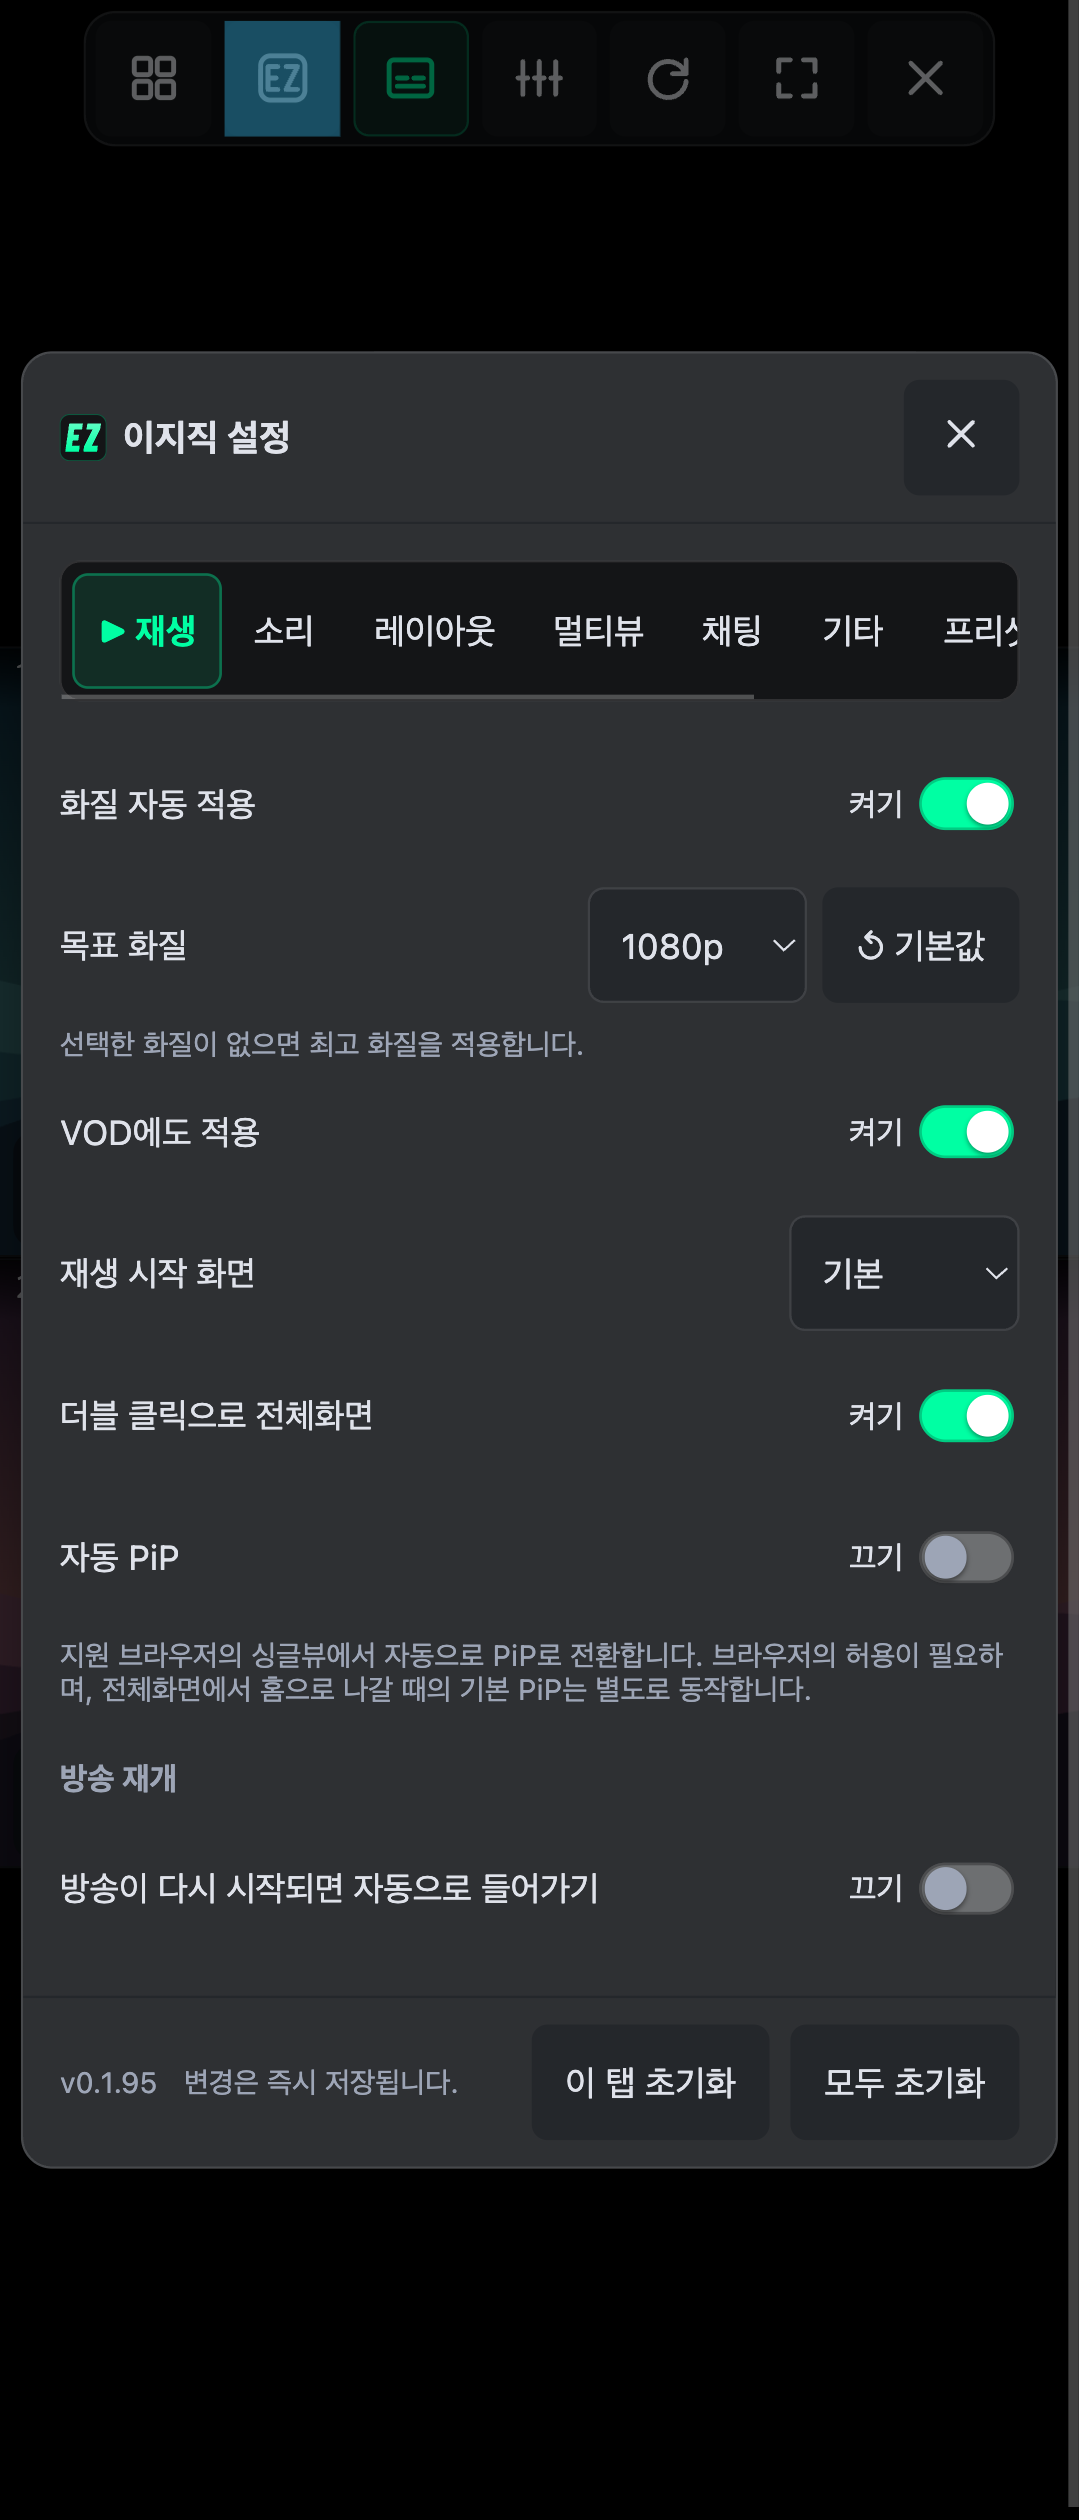 EZ
EZ 이지직 설정
재생 소리 레이아웃 멀티뷰 채팅 기타
화질 자동 적용 켜기
목표 화질 1080p 기본값
선택한 화질이 없으면 최고 화질을 적용합니다.
VOD에도 적용 켜기
재생 시작 화면 기본
더블 클릭으로 전체화면 켜기
자동 PiP 끄기
지원 브라우저의 싱글뷰에서 자동으로 PiP로 전환합니다. 브라우저의 허용이 필요하
며, 전체화면에서 홈으로 나갈 때의 기본 PiP는 별도로 동작합니다.
방송 재개
방송이 다시 시작되면 자동으로 들어가기 끄기
v0.1.95 변경은 즉시 저장됩니다. 이 탭 초기화 모두 초기화